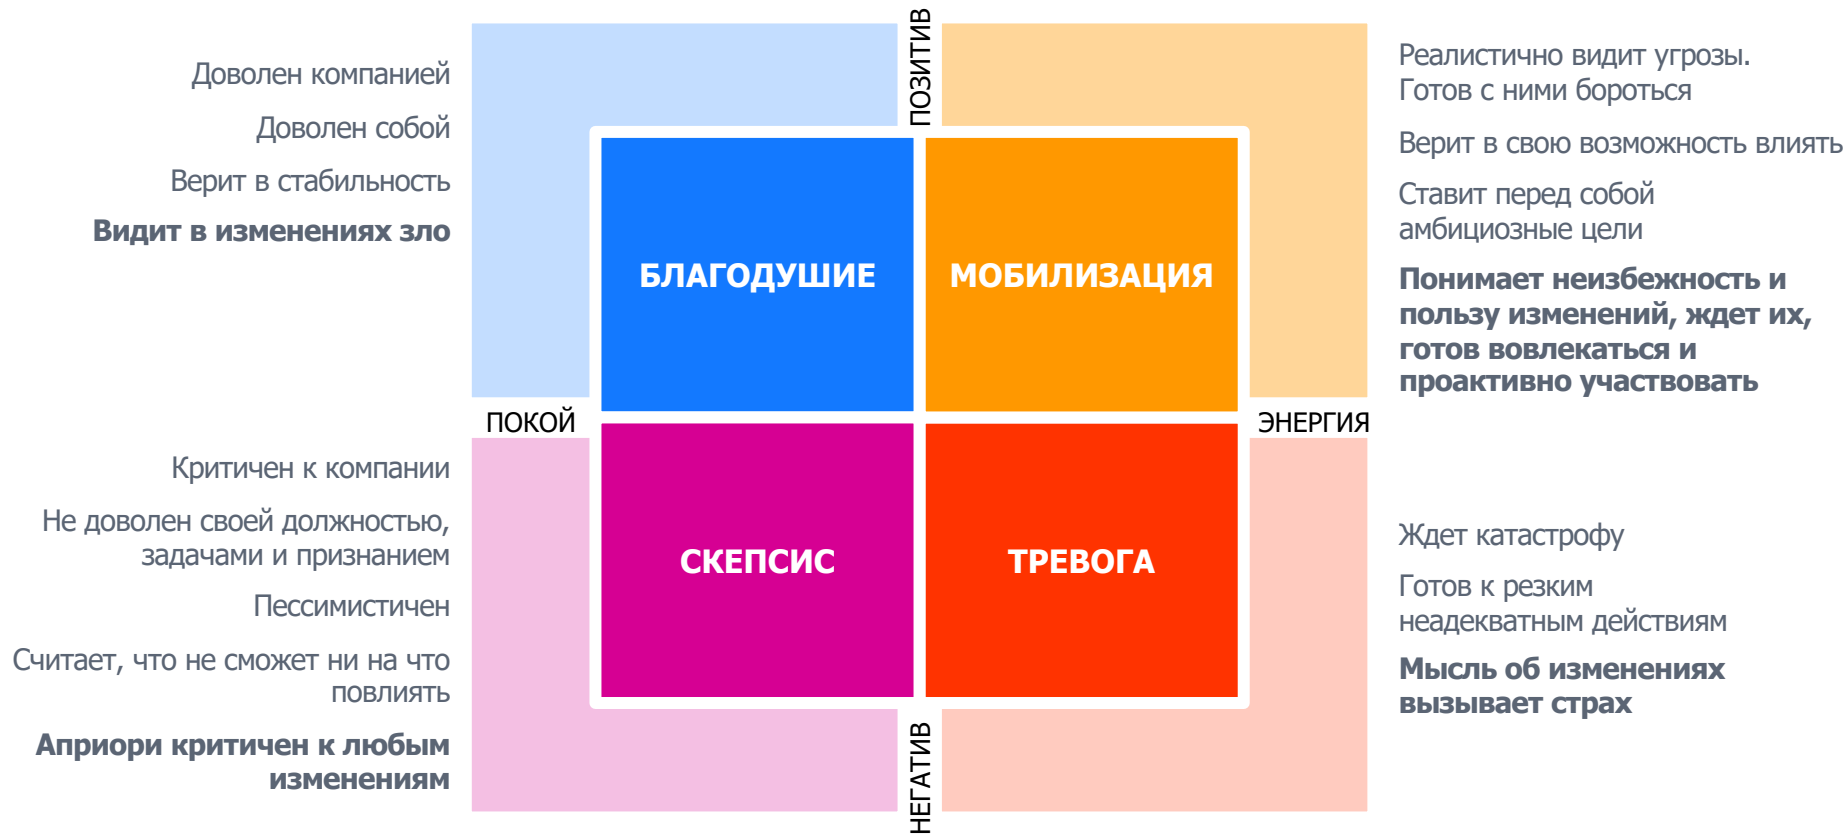 ПОЗИТИВ
Доволен компанией
Доволен собой
Верит в стабильность
Видит в изменениях зло
Реалистично видит угрозы.
Готов с ними бороться
Верит в свою возможность влиять
Ставит перед собой
амбициозные цели
Понимает неизбежность и
пользу изменений, ждет их,
готов вовлекаться и
проактивно участвовать
БЛАГОДУШИЕ
МОБИЛИЗАЦИЯ
ПОКОЙ
ЭНЕРГИЯ
Критичен к компании
Не доволен своей должностью,
задачами и признанием
Пессимистичен
Считает, что не сможет ни на что
повлиять
Априори критичен к любым
изменениям
СКЕПСИС
ТРЕВОГА
Ждет катастрофу
Готов к резким
неадекватным действиям
Мысль об изменениях
вызывает страх
НЕГАТИВ